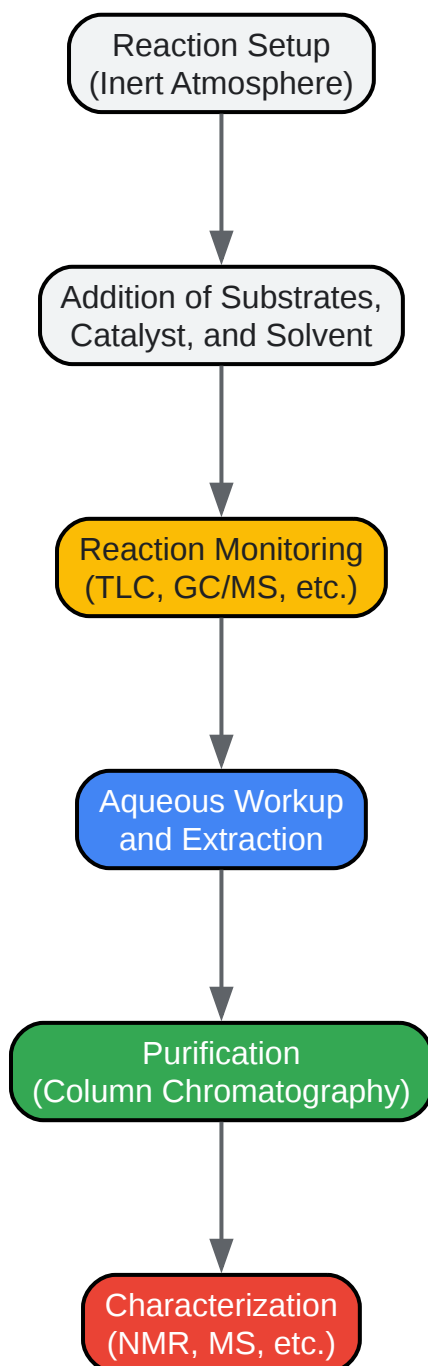 Reaction Setup
(Inert Atmosphere)
Addition of Substrates,
Catalyst, and Solvent
Reaction Monitoring
(TLC, GC/MS, etc.)
Aqueous Workup
and Extraction
Purification
(Column Chromatography)
Characterization
(NMR, MS, etc.)